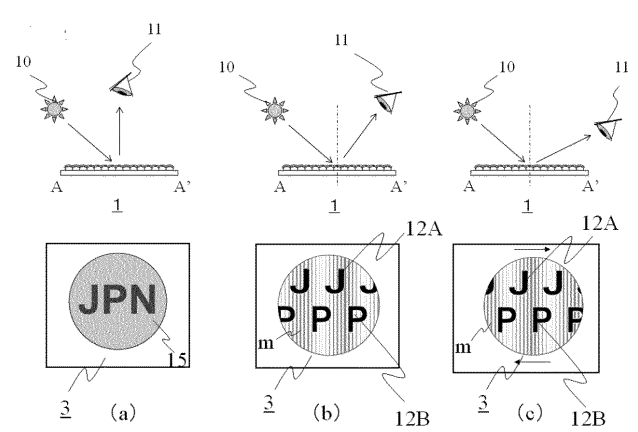 10 11 10 11 10 11
A A' A A' A A'
1 1 1
12A 12A
JPN J J J J J J
P P P P P P
m m
15
3 (a) 3 (b) 12B 3 (c) 12B